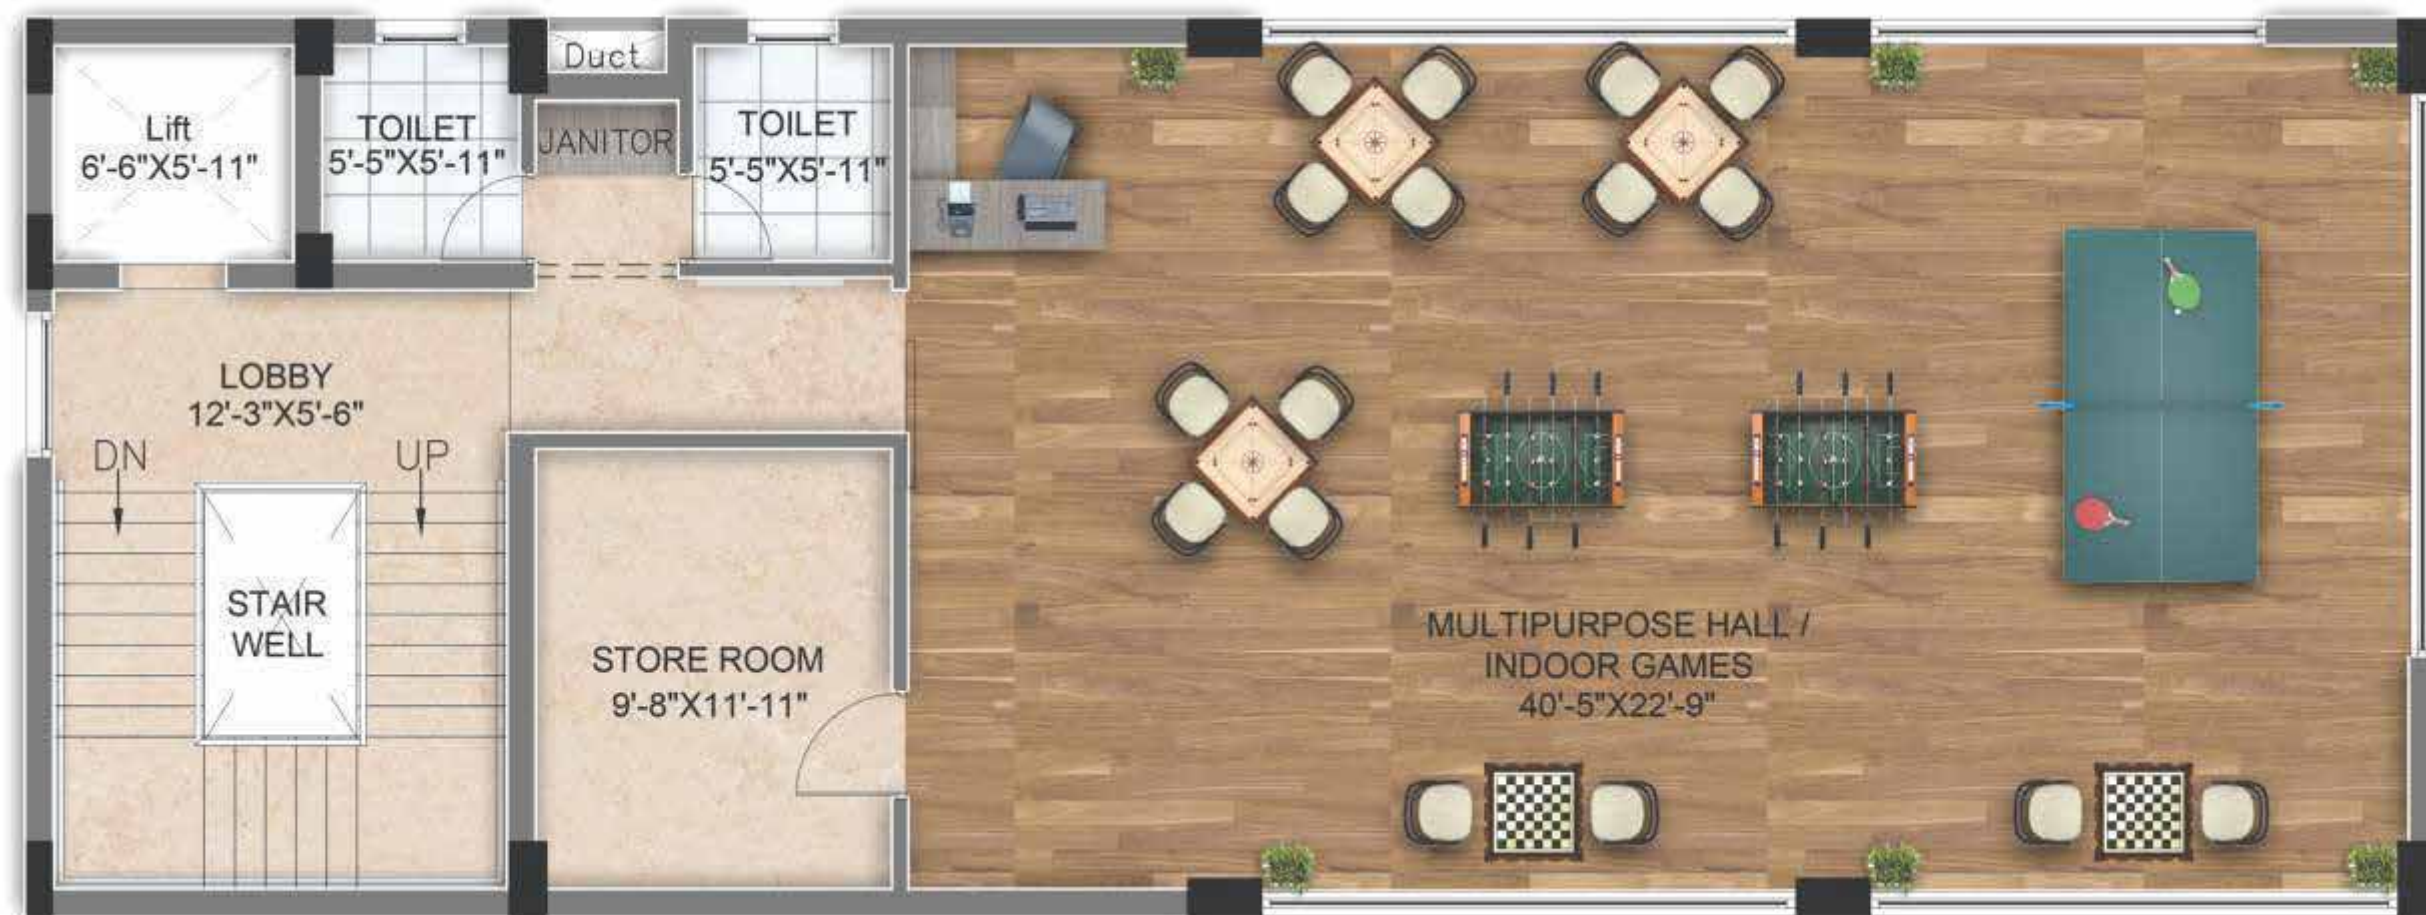 Duct
Lift
6'-6"X5'-11"
TOILET
5'-5"X5'-11"
JANITOR
TOILET
5'-5"X5'-11"
LOBBY
12'-3"X5'-6"
DN
UP
STAIR
WELL
STORE ROOM
9'-8"X11'-11"
MULTIPURPOSE HALL /
INDOOR GAMES
40'-5"X22'-9"